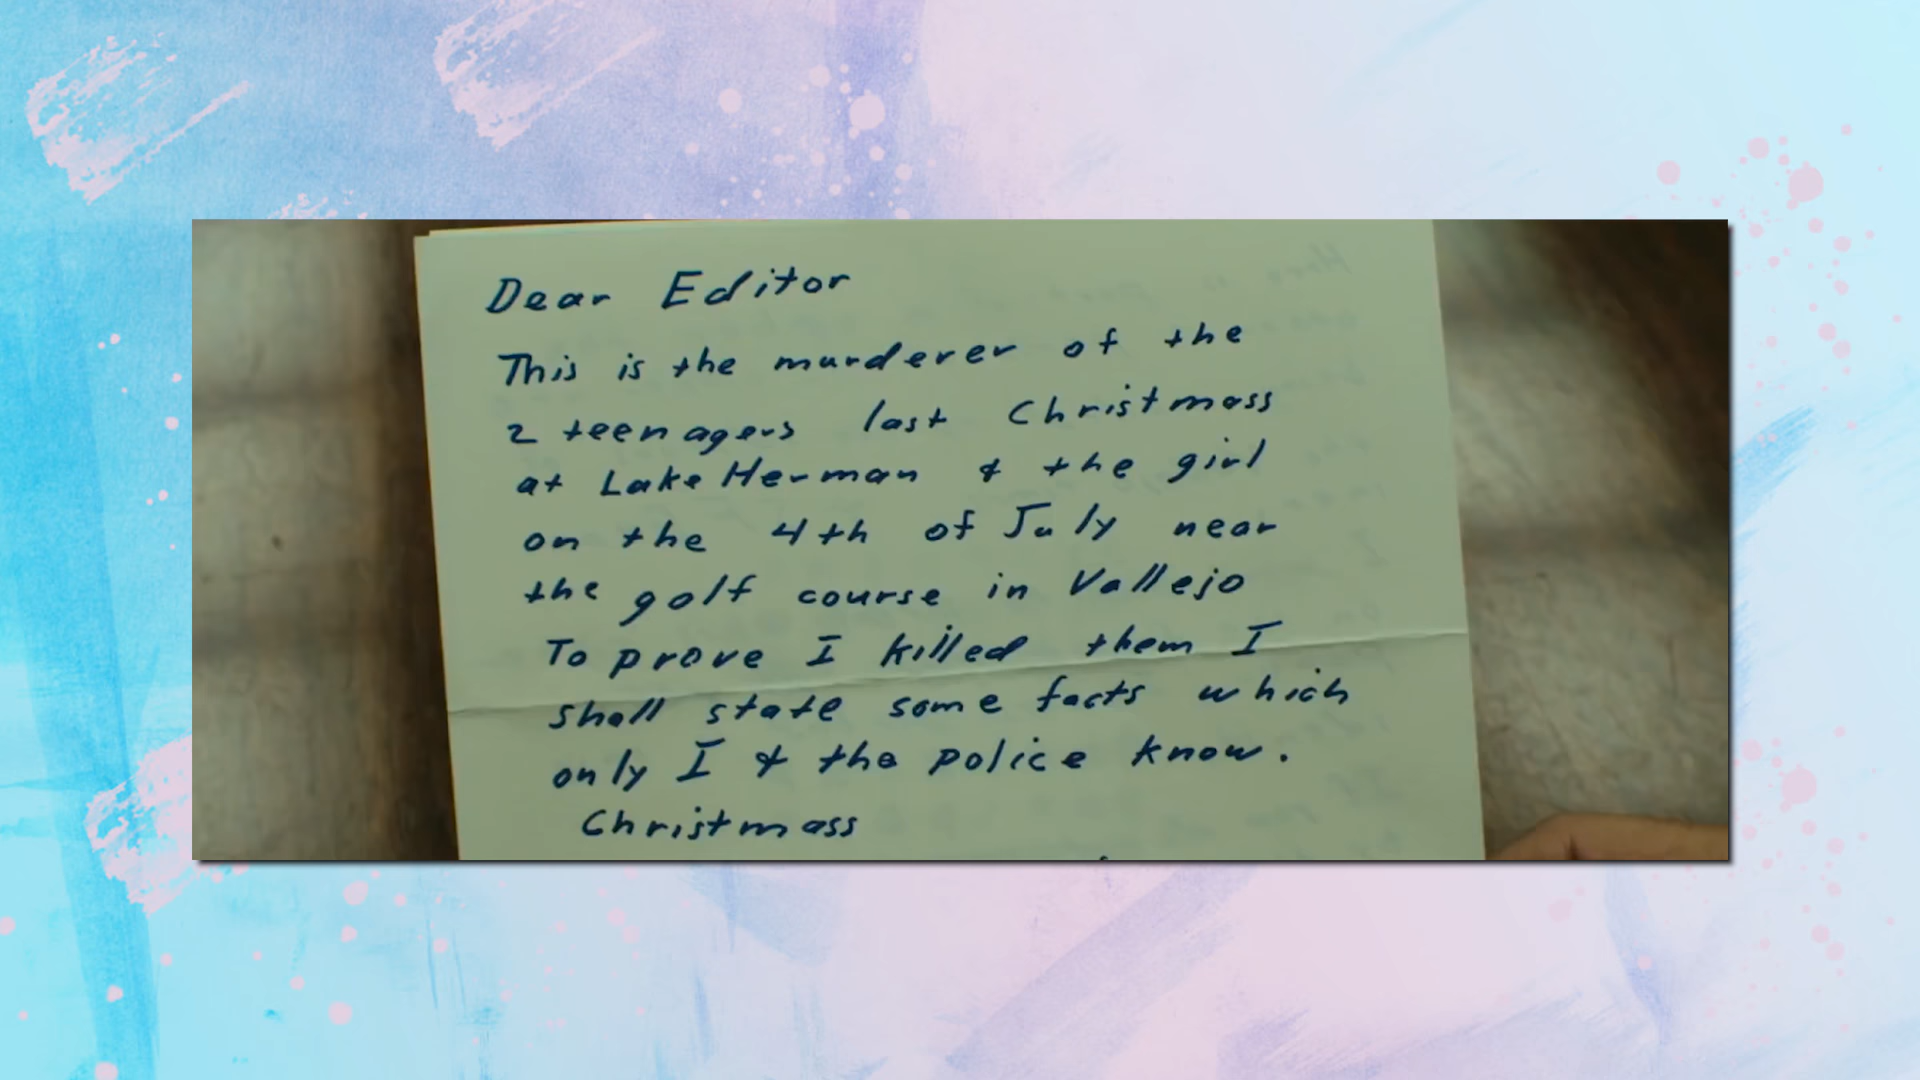 Dear Editor
This is the murderer of the
2 teenagers last Christmass
at Lake Herman & the girl
on the 4th of July near
the golf course in Vallejo
To prove I killed them I
shall state some facts which
only I & the police know.
Christmass